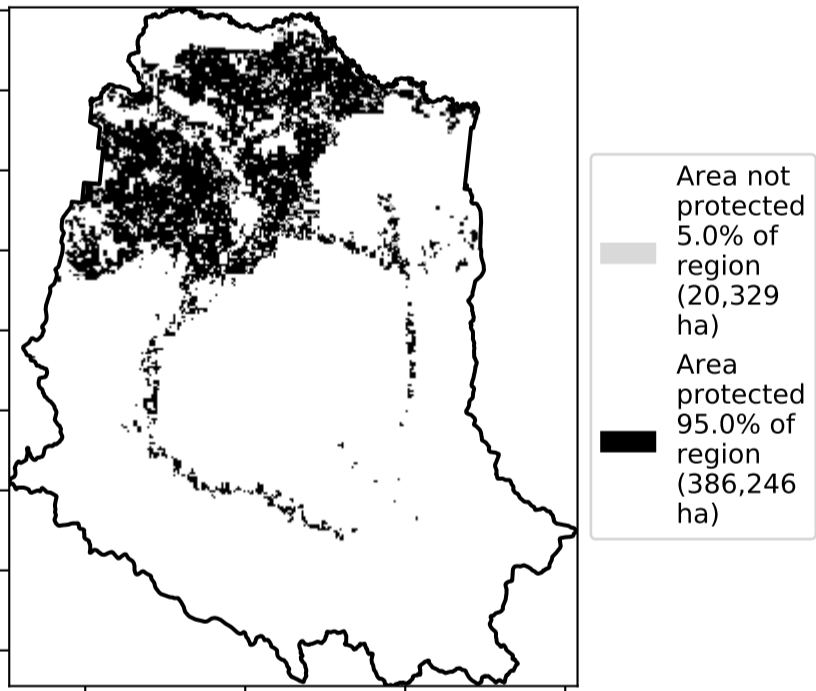 Area not
protected
5.0% of
region
(20,329
ha)
Area
protected
95.0% of
region
(386,246
ha)